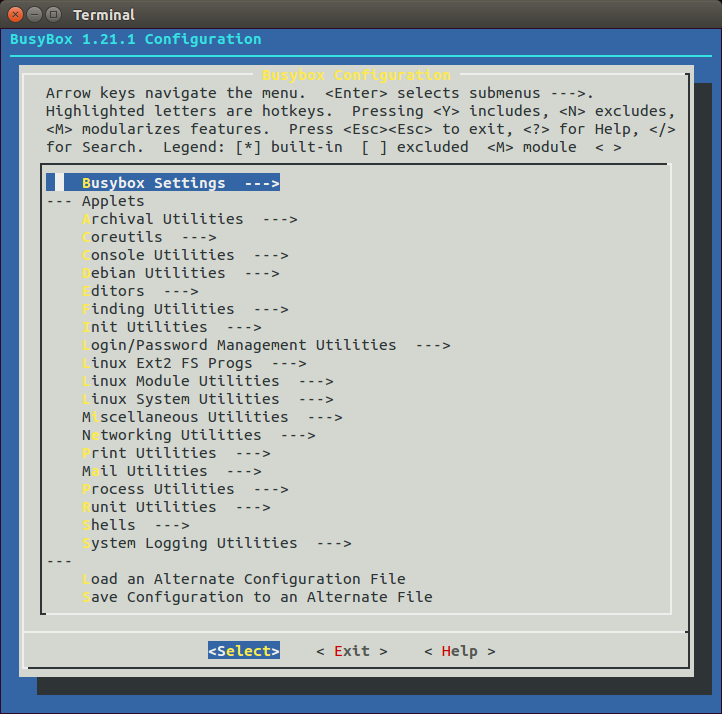 Terminal
BusyBox 1.21.1 Configuration
Busybox Configuration
Arrow keys navigate the menu.  <Enter> selects submenus --->.
Highlighted letters are hotkeys.  Pressing <Y> includes, <N> excludes,
<M> modularizes features.  Press <Esc><Esc> to exit, <?> for Help, </>
for Search.  Legend: [*] built-in  [ ] excluded  <M> module  < >
Busybox Settings  --->
--- Applets
Archival Utilities  --->
Coreutils  --->
Console Utilities  --->
Debian Utilities  --->
Editors  --->
Finding Utilities  --->
Init Utilities  --->
Login/Password Management Utilities  --->
Linux Ext2 FS Progs  --->
Linux Module Utilities  --->
Linux System Utilities  --->
Miscellaneous Utilities  --->
Networking Utilities  --->
Print Utilities  --->
Mail Utilities  --->
Process Utilities  --->
Runit Utilities  --->
Shells  --->
System Logging Utilities  --->
---
Load an Alternate Configuration File
Save Configuration to an Alternate File
<Select>    < Exit >    < Help >